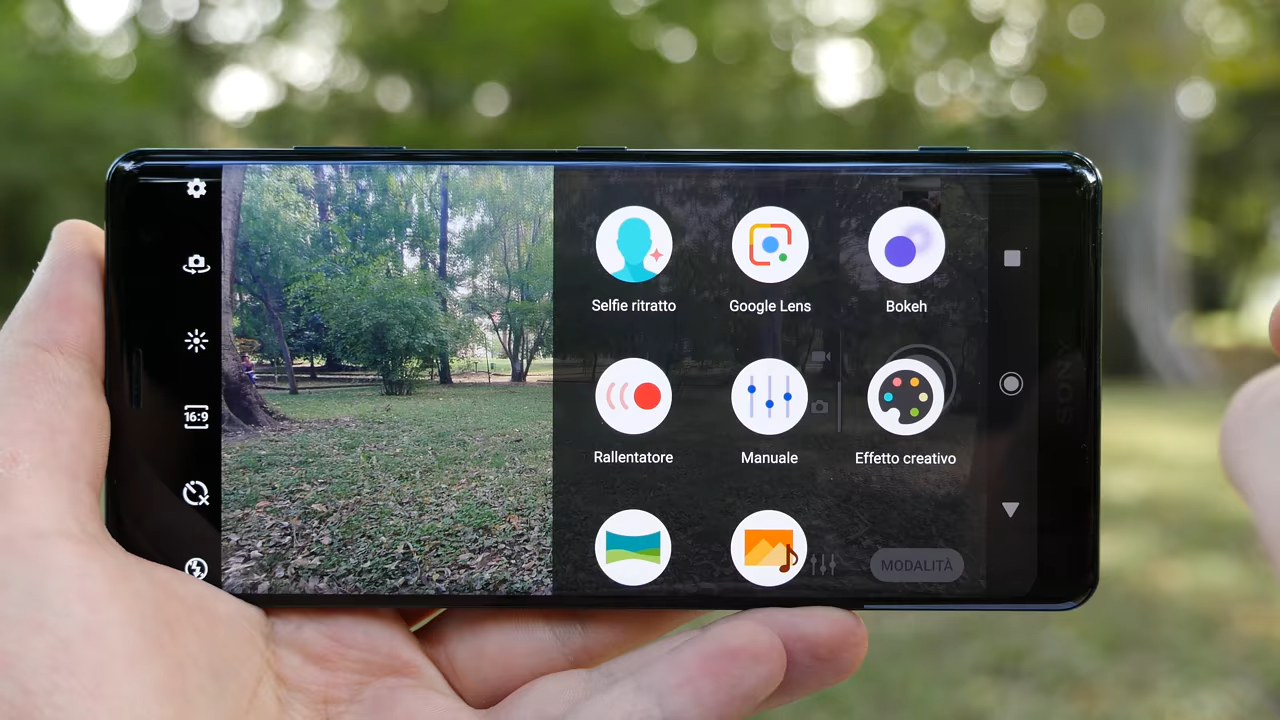 Selfie ritratto
Google Lens
Bokeh
16:9
Rallentatore
Manuale
Effetto creativo
MODALITÀ
SONY